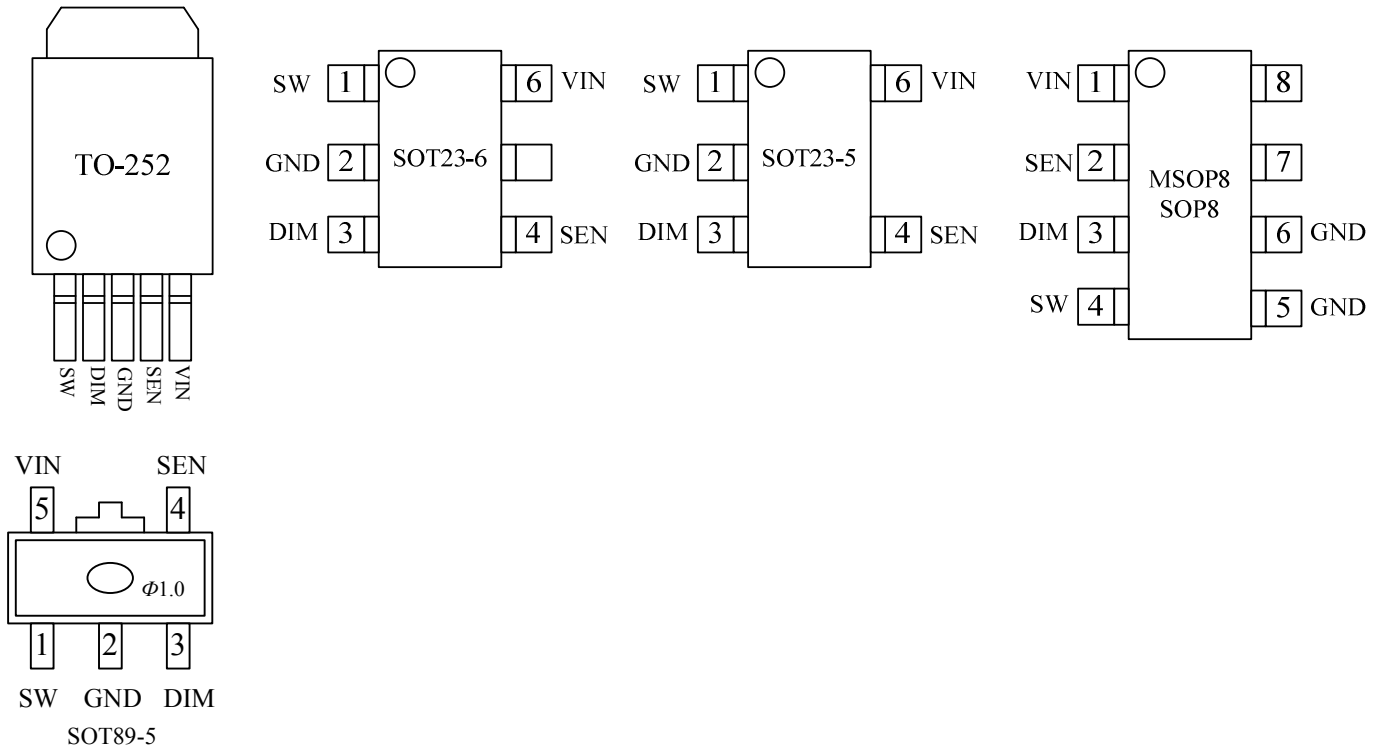 TO-252
SW
DIM
GND
SEN
VIN
SW 1 6 VIN
GND 2 SOT23-6
DIM 3 4 SEN
SW 1 6 VIN
GND 2 SOT23-5
DIM 3 4 SEN
VIN 1 8
SEN 2 7
MSOP8
SOP8
DIM 3 6 GND
SW 4 5 GND
VIN SEN
5 4
Φ1.0
1 2 3
SW GND DIM
SOT89-5